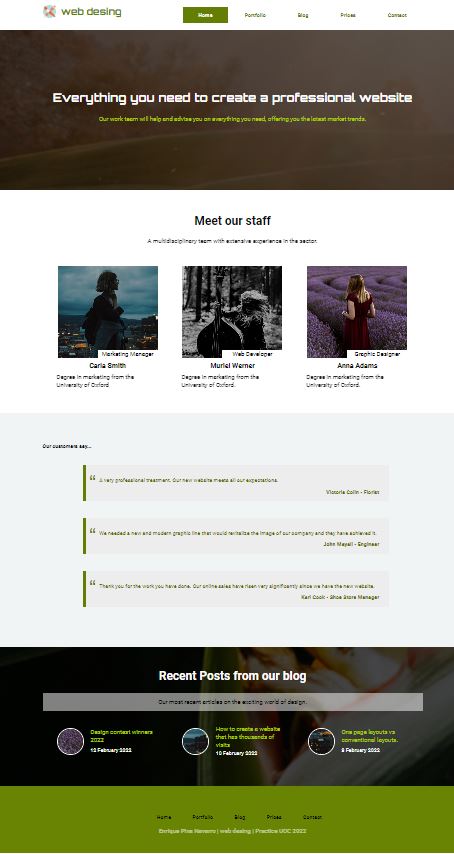 web desing
Home Portfolio Blog Prices Contact
Everything you need to create a professional website
Our work team will help and advise you on everything you need, offering you the latest market trends.
Meet our staff
A multidisciplinary team with extensive experience in the sector.
Marketing Manager
Carla Smith
Degree in marketing from the
University of Oxford.
Web Developer
Muriel Werner
Degree in marketing from the
University of Oxford.
Graphic Designer
Anna Adams
Degree in marketing from the
University of Oxford.
Our customers say...
“ A very professional treatment. Our new website meets all our expectations.
Victoria Collin - Florist
“ We needed a new and modern graphic line that would revitalize the image of our company and they have achieved it.
John Mayall - Engineer
“ Thank you for the work you have done. Our online sales have risen very significantly since we have the new website.
Karl Cook - Shoe Store Manager
Recent Posts from our blog
Our most recent articles on the exciting world of design.
Design contest winners
2022
12 February 2022
How to create a website
that has thousands of
visits
10 February 2022
One page layouts vs
conventional layouts.
8 February 2022
Home Portfolio Blog Prices Contact
Enrique Piña Navarro | web desing | Practice UOC 2022